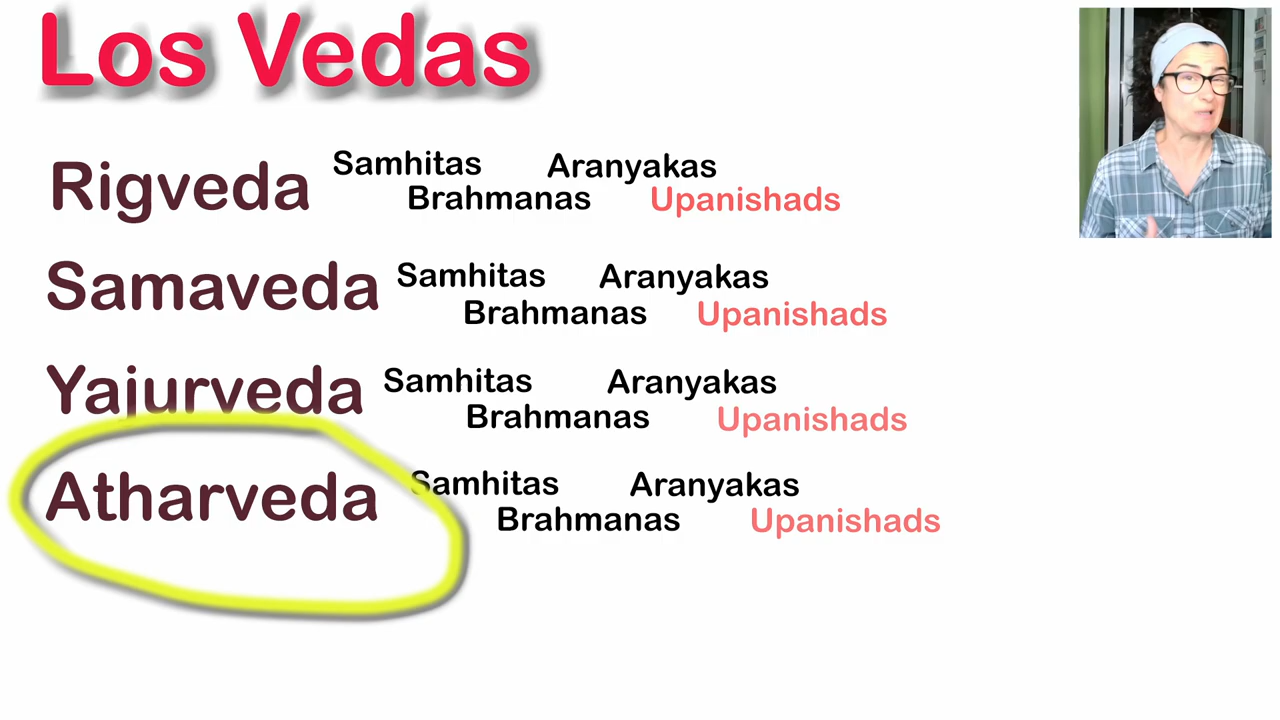 Los Vedas
Rigveda Samhitas Aranyakas
Brahmanas Upanishads
Samaveda Samhitas Aranyakas
Brahmanas Upanishads
Yajurveda Samhitas Aranyakas
Brahmanas Upanishads
Atharveda Samhitas Aranyakas
Brahmanas Upanishads